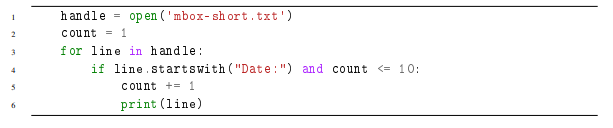 1 handle = open('mbox-short.txt')
2 count = 1
3 for line in handle:
4 if line.startswith("Date:") and count <= 10:
5 count += 1
6 print(line)